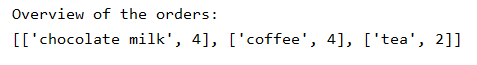 Overview of the orders:
[['chocolate milk', 4], ['coffee', 4], ['tea', 2]]